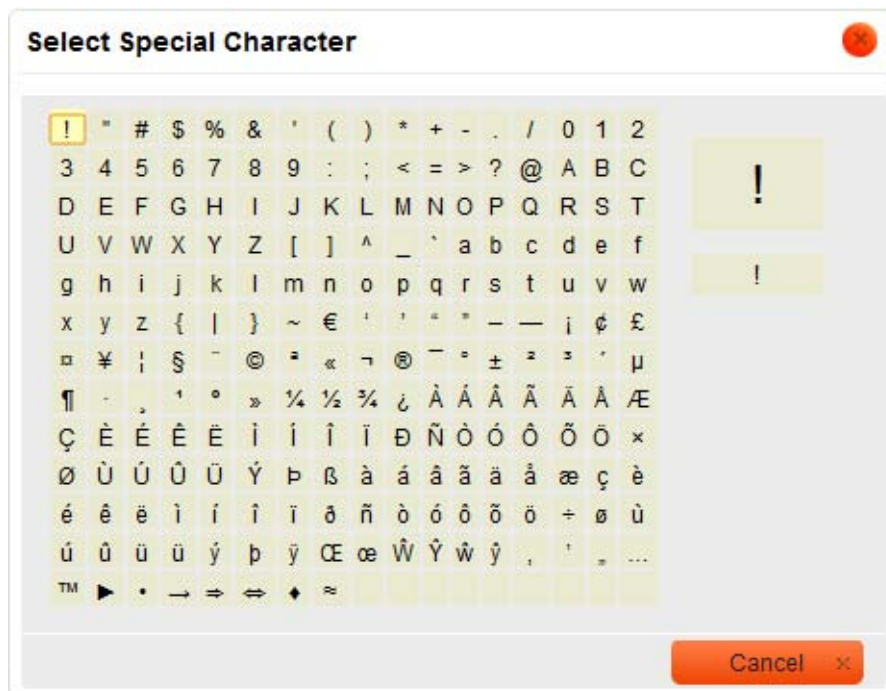 Select Special Character
! " # $ % & ' ( ) * + - . / 0 1 2
3 4 5 6 7 8 9 : ; < = > ? @ A B C
D E F G H I J K L M N O P Q R S T
U V W X Y Z [ ] ^ _ ` a b c d e f
g h i j k l m n o p q r s t u v w
x y z { | } ~ € ‘ ’ “ ” – — ¡ ¢ £
¤ ¥ ¦ § ¨ © ª « ¬ ® ¯ ° ± ² ³ ´ µ
¶ · ¸ ¹ º » ¼ ½ ¾ ¿ À Á Â Ã Ä Å Æ
Ç È É Ê Ë Ì Í Î Ï Ð Ñ Ò Ó Ô Õ Ö ×
Ø Ù Ú Û Ü Ý Þ ß à á â ã ä å æ ç è
é ê ë ì í î ï ð ñ ò ó ô õ ö ÷ ø ù
ú û ü ü ý þ ÿ Œ œ Ŵ Ŷ ŵ ŷ ‚ ‛ „ …
™ ► • → ⇒ ⇔ ♦ ≈
!
!
Cancel